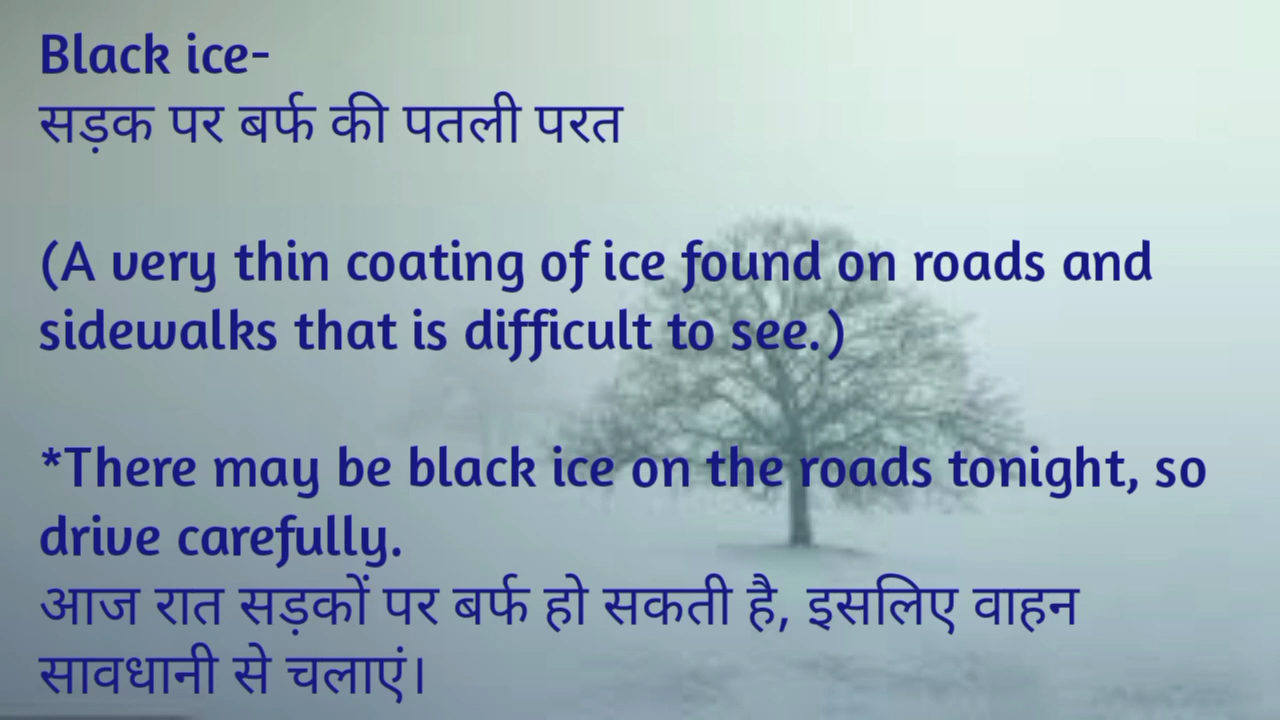 Black ice-
सड़क पर बर्फ की पतली परत
(A very thin coating of ice found on roads and
sidewalks that is difficult to see.)
*There may be black ice on the roads tonight, so
drive carefully.
आज रात सड़कों पर बर्फ हो सकती है, इसलिए वाहन
सावधानी से चलाएं।